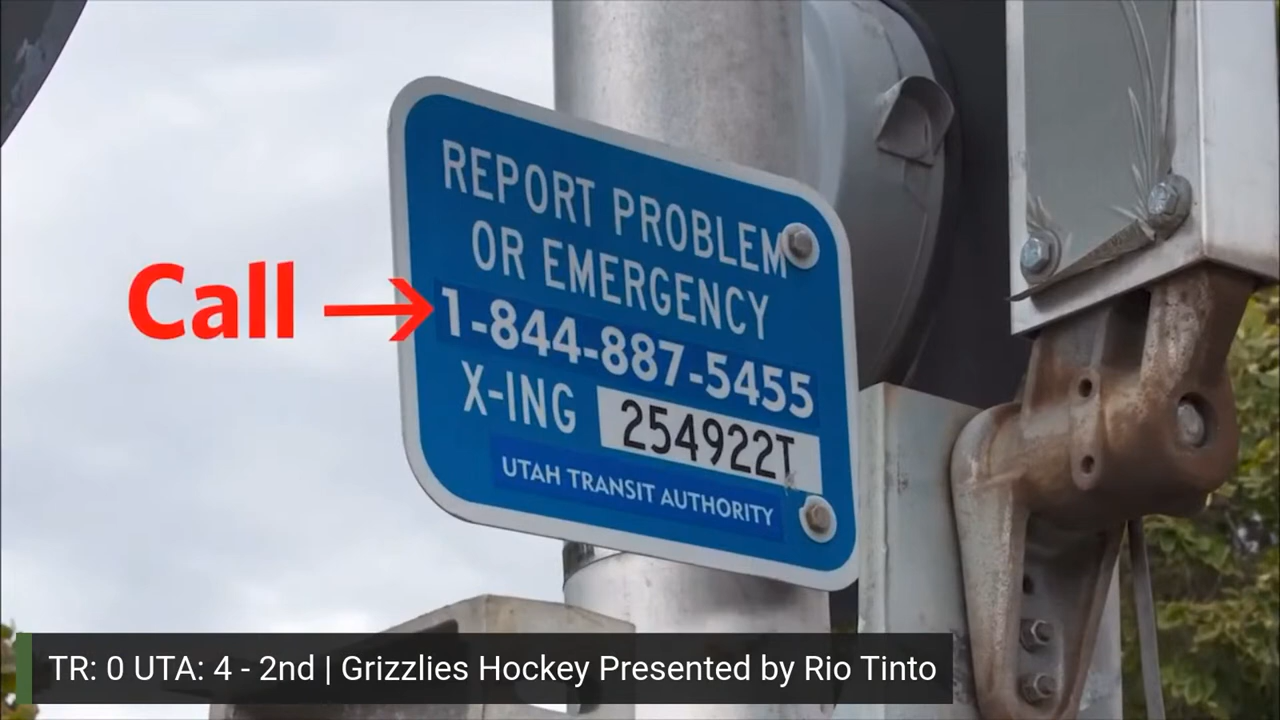 REPORT PROBLEM
OR EMERGENCY
Call → 1-844-887-5455
X-ING 254922T
UTAH TRANSIT AUTHORITY
TR: 0 UTA: 4 - 2nd | Grizzlies Hockey Presented by Rio Tinto